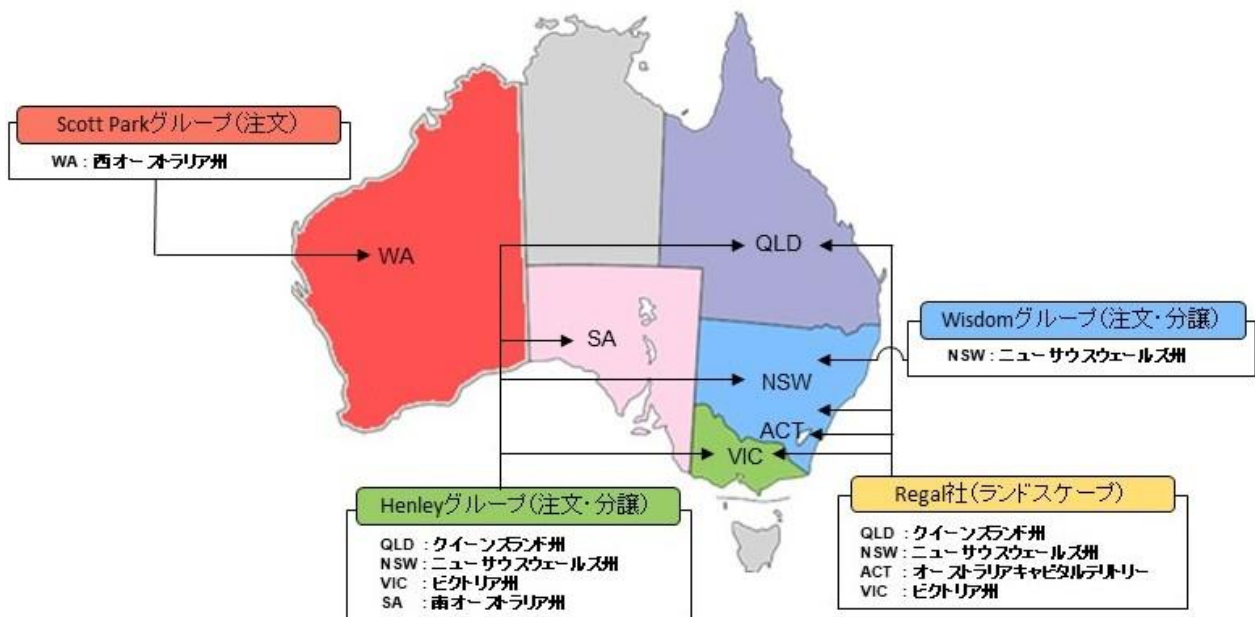 Scott Parkグループ(注文)
WA : 西オーストラリア州
WA
QLD
SA
NSW
ACT
VIC
Wisdomグループ(注文・分譲)
NSW : ニューサウスウェールズ州
Henleyグループ(注文・分譲)
QLD : クイーンズランド州
NSW : ニューサウスウェールズ州
VIC : ビクトリア州
SA : 南オーストラリア州
Regal社(ランドスケープ)
QLD : クイーンズランド州
NSW : ニューサウスウェールズ州
ACT : オーストラリアキャピタルテリトリー
VIC : ビクトリア州